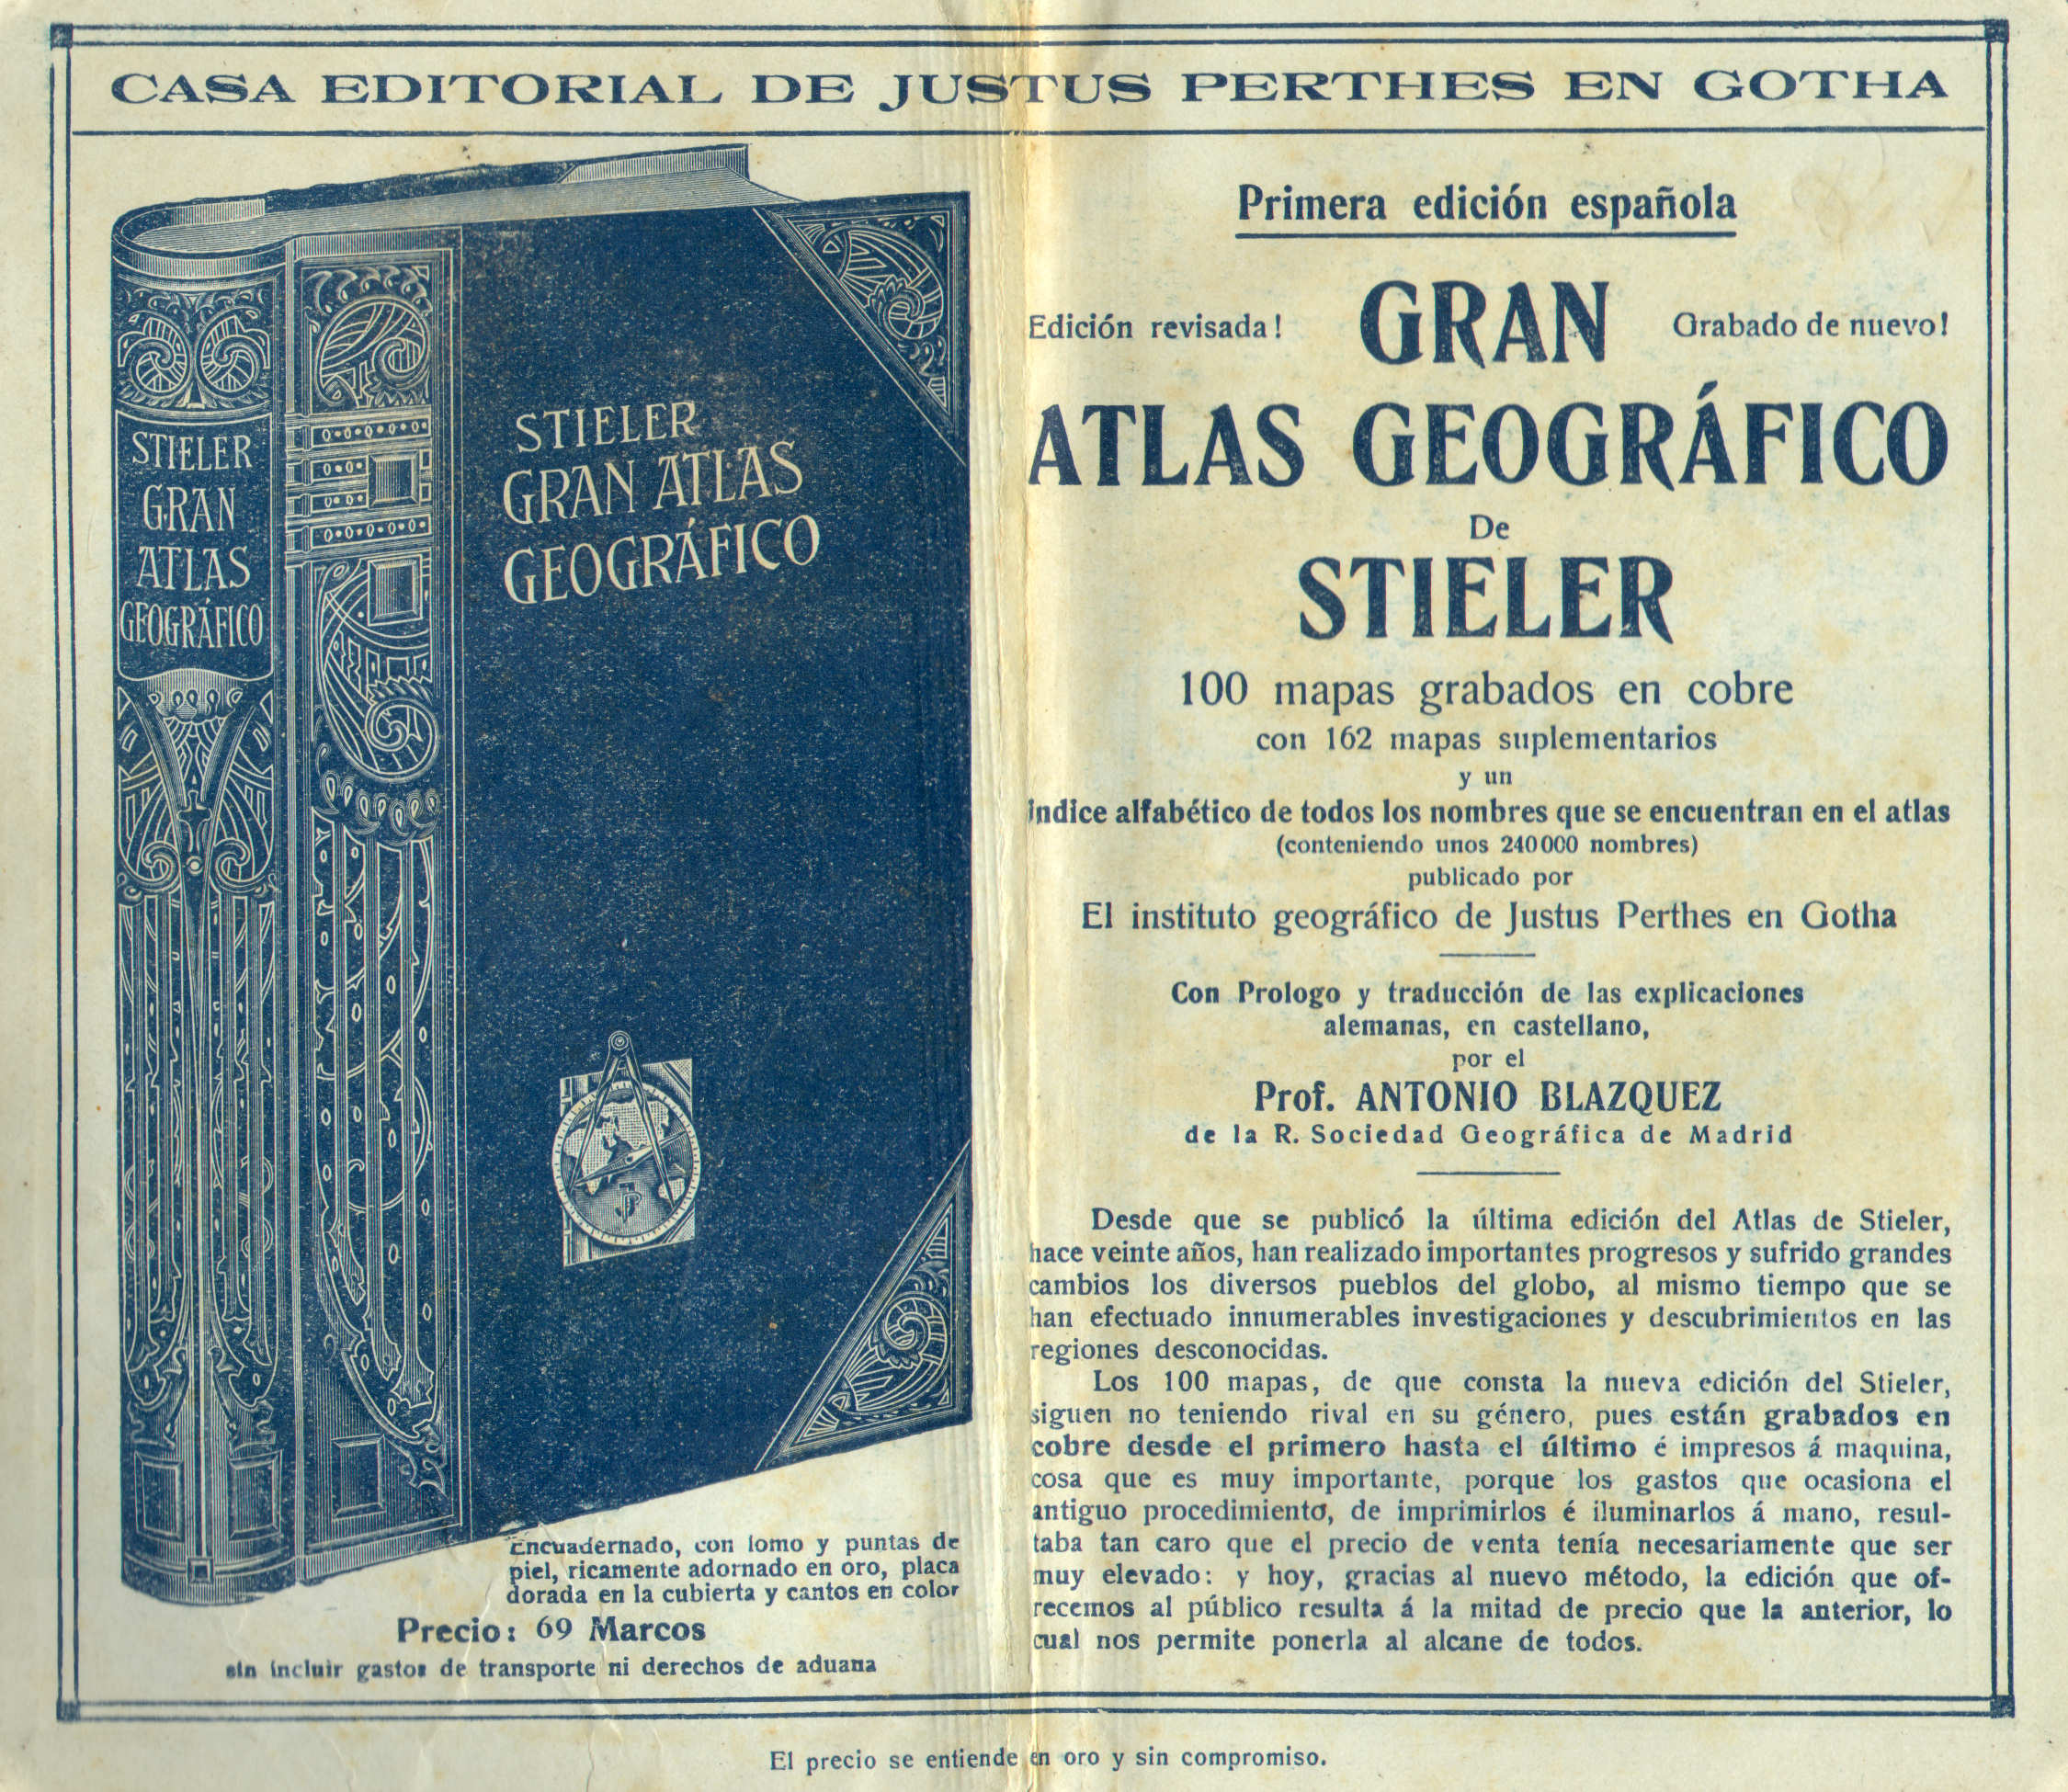 CASA EDITORIAL DE JUSTUS PERTHES EN GOTHA
STIELER
GRAN
ATLAS
GEOGRÁFICO
STIELER
GRAN ATLAS
GEOGRÁFICO
Encuadernado, con lomo y puntas de
piel, ricamente adornado en oro, placa
dorada en la cubierta y cantos en color
Precio: 69 Marcos
sin incluir gastos de transporte ni derechos de aduana
Primera edición española
Edición revisada! GRAN Grabado de nuevo!
ATLAS GEOGRÁFICO
De
STIELER
100 mapas grabados en cobre
con 162 mapas suplementarios
y un
Índice alfabético de todos los nombres que se encuentran en el atlas
(conteniendo unos 240 000 nombres)
publicado por
El instituto geográfico de Justus Perthes en Gotha
Con Prologo y traducción de las explicaciones
alemanas, en castellano,
por el
Prof. ANTONIO BLAZQUEZ
de la R. Sociedad Geográfica de Madrid
Desde que se publicó la última edición del Atlas de Stieler,
hace veinte años, han realizado importantes progresos y sufrido grandes
cambios los diversos pueblos del globo, al mismo tiempo que se
han efectuado innumerables investigaciones y descubrimientos en las
regiones desconocidas.
Los 100 mapas, de que consta la nueva edición del Stieler,
siguen no teniendo rival en su género, pues están grabados en
cobre desde el primero hasta el último é impresos á maquina,
cosa que es muy importante, porque los gastos que ocasiona el
antiguo procedimiento, de imprimirlos é iluminarlos á mano, resul-
taba tan caro que el precio de venta tenía necesariamente que ser
muy elevado: y hoy, gracias al nuevo método, la edición que of-
recemos al público resulta á la mitad de precio que la anterior, lo
cual nos permite ponerla al alcane de todos.
El precio se entiende en oro y sin compromiso.